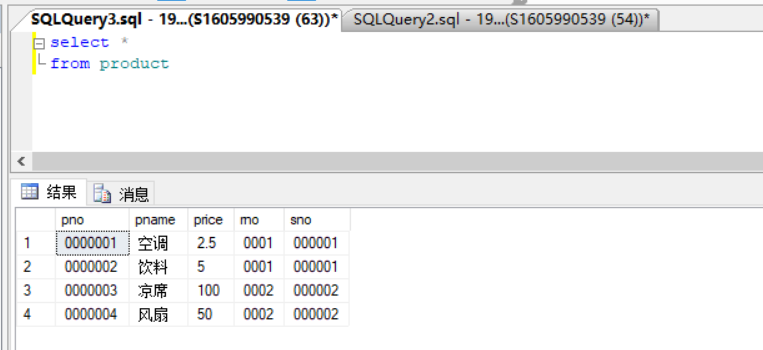 SQLQuery3.sql - 19...(S1605990539 (63))* SQLQuery2.sql - 19...(S1605990539 (54))*
select *
from product
结果 消息
pno pname price rno sno
1 0000001 空调 2.5 0001 000001
2 0000002 饮料 5 0001 000001
3 0000003 凉席 100 0002 000002
4 0000004 风扇 50 0002 000002